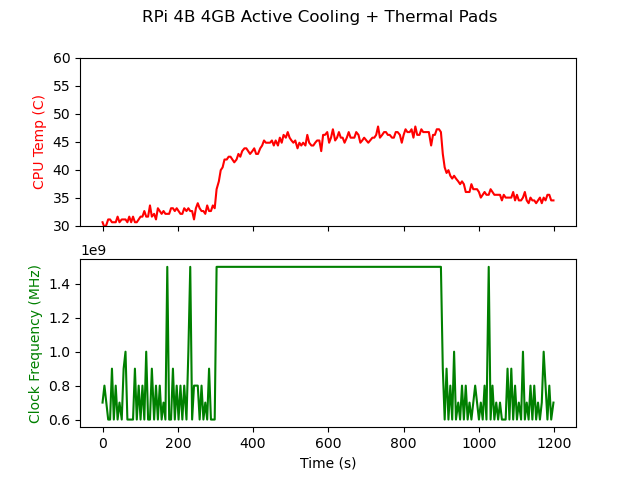 RPi 4B 4GB Active Cooling + Thermal Pads
60
55
50
45
40
35
30
CPU Temp (C)
1e9
1.4
1.2
1.0
0.8
0.6
Clock Frequency (MHz)
0 200 400 600 800 1000 1200
Time (s)